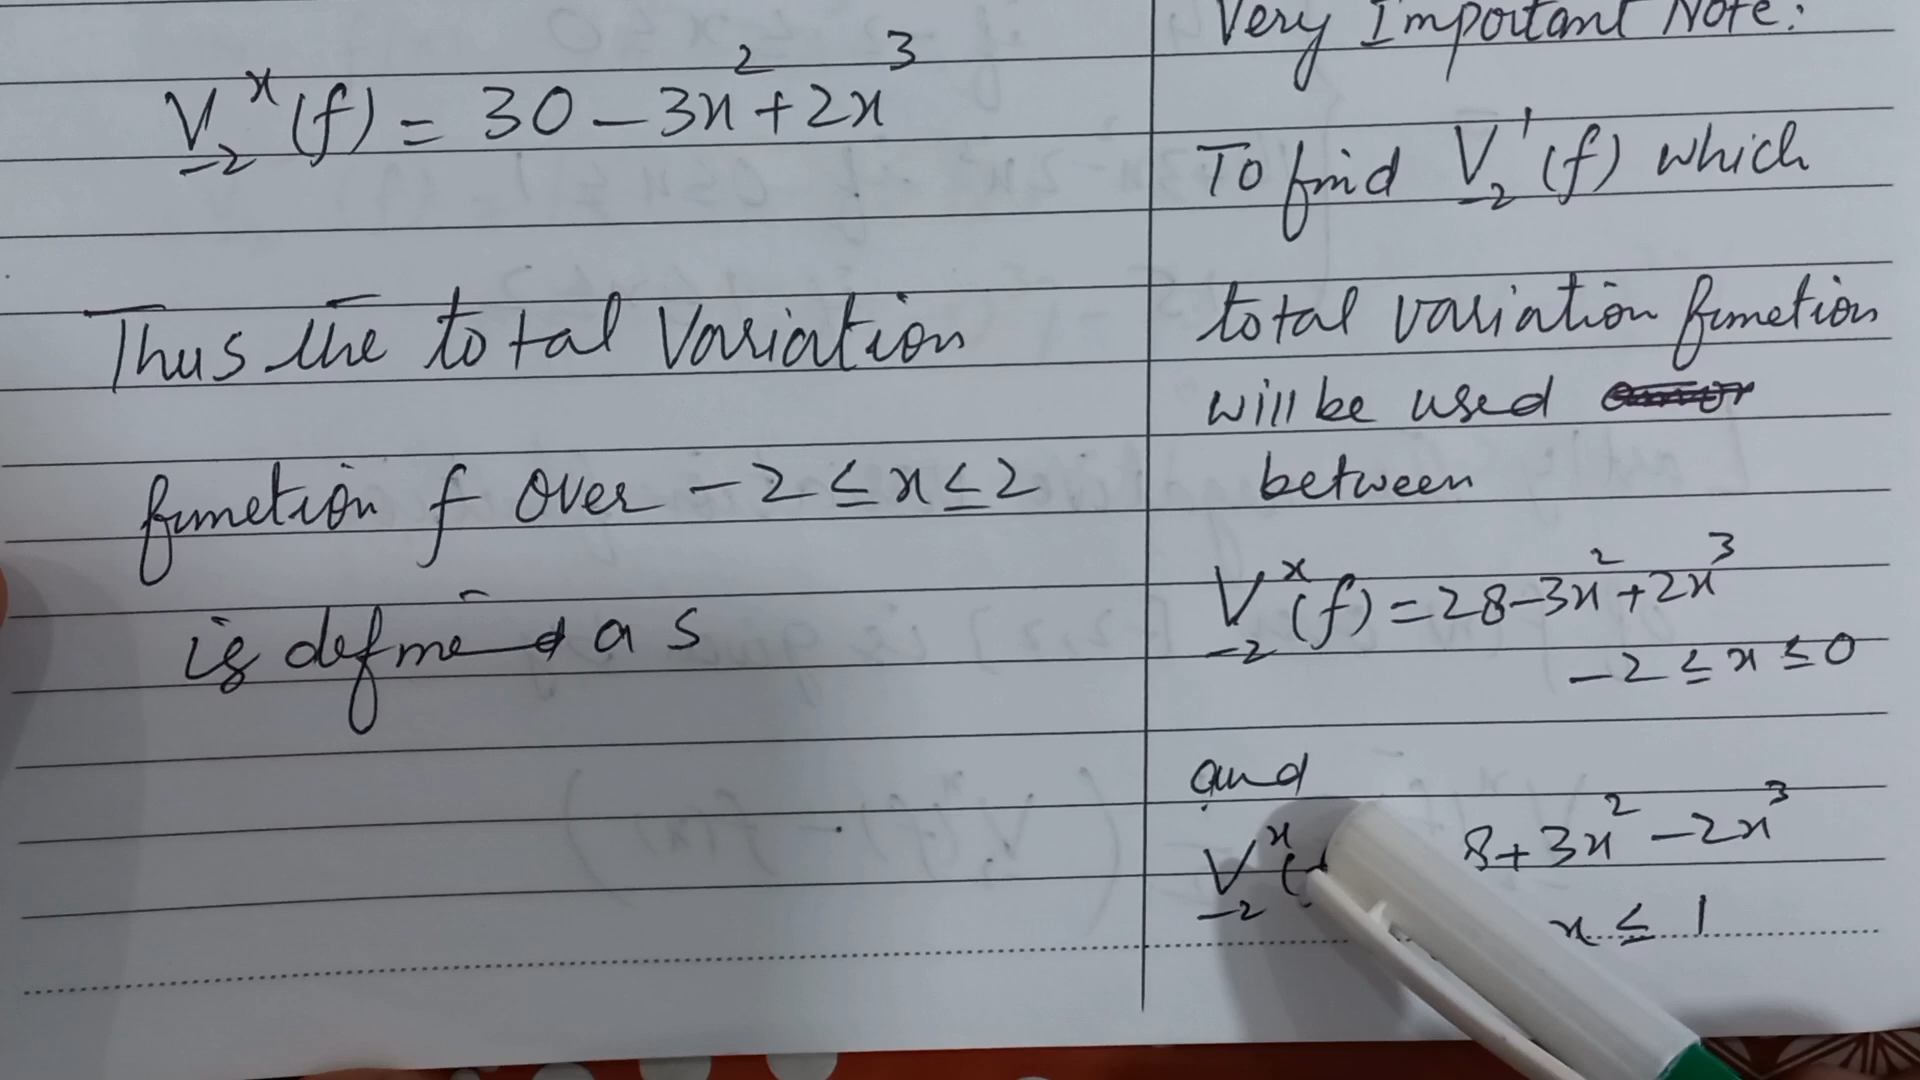 V₋₂ˣ(f) = 30 – 3x² + 2x³
Thus the total Variation
function f over –2 ≤ x ≤ 2
is defined as
Very Important Note:
To find V₋₂¹(f) which
total variation function
will be used
between
V₋₂ˣ(f) = 28–3x²+2x³
–2 ≤ x ≤ 0
and
V₋₂ˣ( 8+3x²–2x³
x ≤ 1